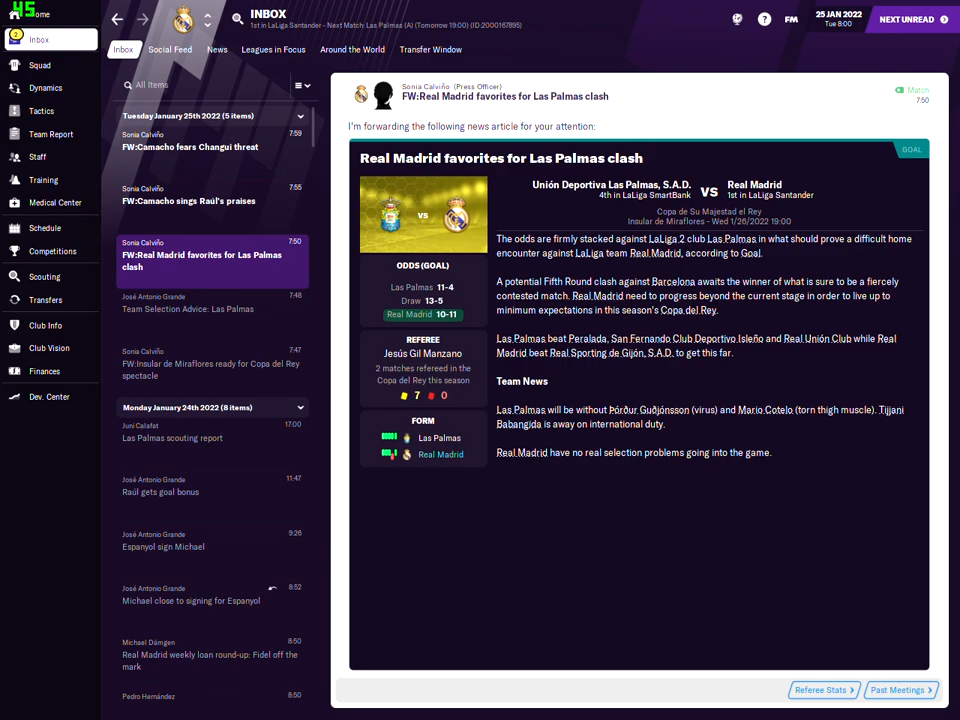 45
ome
INBOX
1st in LaLiga Santander - Next Match: Las Palmas (A) (Tomorrow 19:00) (ID:2000167895)
FM
25 JAN 2022
Tue 8:00
NEXT UNREAD
2
Inbox
Squad
Dynamics
Tactics
Team Report
Staff
Training
Medical Center
Schedule
Competitions
Scouting
Transfers
Club Info
Club Vision
Finances
Dev. Center
Inbox
Social Feed
News
Leagues in Focus
Around the World
Transfer Window
All Items
Tuesday January 25th 2022 (5 items)
Sonia Calviño
7:59
FW:Camacho fears Changui threat
Sonia Calviño
7:55
FW:Camacho sings Raúl's praises
Sonia Calviño
7:50
FW:Real Madrid favorites for Las Palmas
clash
José Antonio Grande
7:48
Team Selection Advice: Las Palmas
Sonia Calviño
7:47
FW:Insular de Miraflores ready for Copa del Rey
spectacle
Monday January 24th 2022 (8 items)
Juni Calafat
17:00
Las Palmas scouting report
José Antonio Grande
11:47
Raúl gets goal bonus
José Antonio Grande
9:26
Espanyol sign Michael
José Antonio Grande
8:52
Michael close to signing for Espanyol
Michael Dämgen
8:50
Real Madrid weekly loan round-up: Fidel off the
mark
Pedro Hernández
8:50
Sonia Calviño (Press Officer)
FW:Real Madrid favorites for Las Palmas clash
Match
7:50
I'm forwarding the following news article for your attention:
Real Madrid favorites for Las Palmas clash
GOAL
VS
ODDS (GOAL)
Las Palmas 11-4
Draw 13-5
Real Madrid 10-11
REFEREE
Jesús Gil Manzano
2 matches refereed in the
Copa del Rey this season
7
0
FORM
Las Palmas
Real Madrid
Unión Deportiva Las Palmas, S.A.D.
4th in LaLiga SmartBank
VS
Real Madrid
1st in LaLiga Santander
Copa de Su Majestad el Rey
Insular de Miraflores - Wed 1/26/2022 19:00
The odds are firmly stacked against LaLiga 2 club Las Palmas in what should prove a difficult home
encounter against LaLiga team Real Madrid, according to Goal.
A potential Fifth Round clash against Barcelona awaits the winner of what is sure to be a fiercely
contested match. Real Madrid need to progress beyond the current stage in order to live up to
minimum expectations in this season's Copa del Rey.
Las Palmas beat Peralada, San Fernando Club Deportivo Isleño and Real Unión Club while Real
Madrid beat Real Sporting de Gijón, S.A.D. to get this far.
Team News
Las Palmas will be without Þórður Guðjónsson (virus) and Mario Cotelo (torn thigh muscle). Tijjani
Babangida is away on international duty.
Real Madrid have no real selection problems going into the game.
Referee Stats
Past Meetings